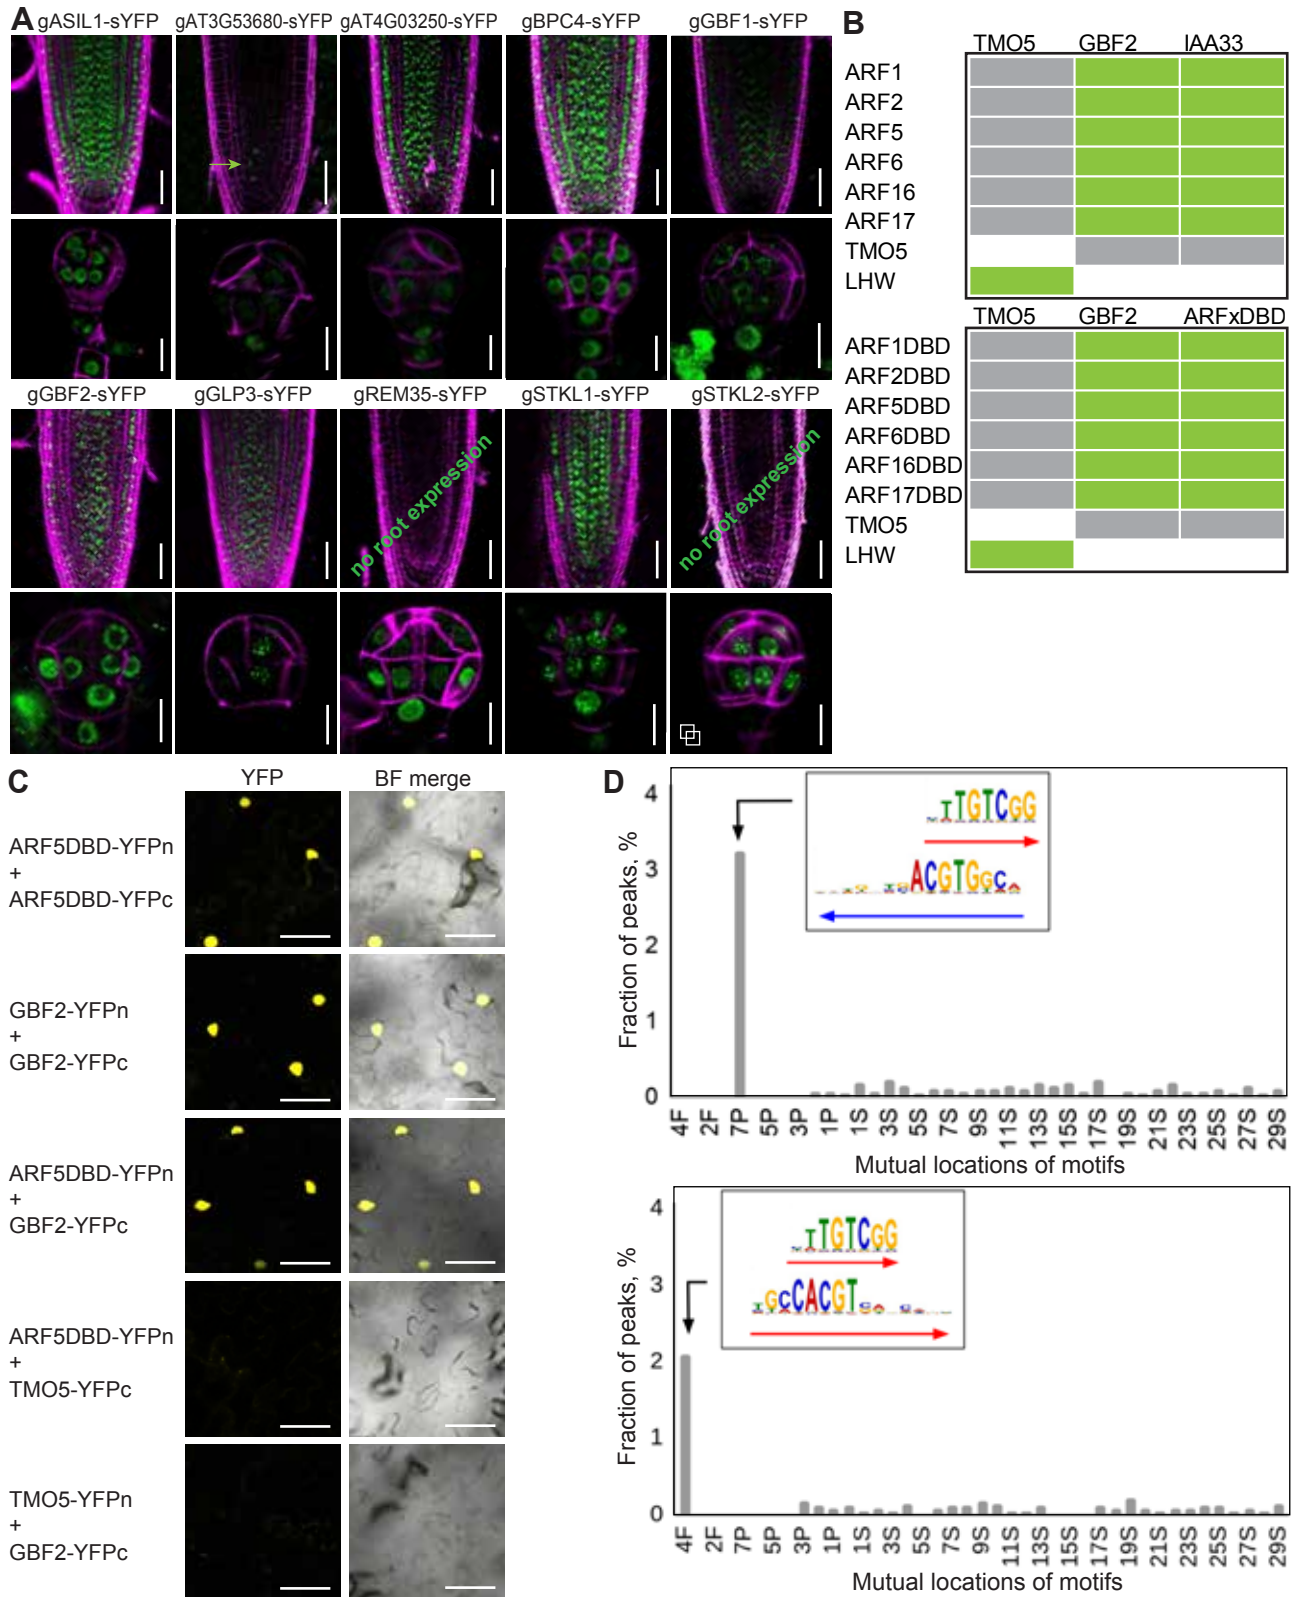 A
gASIL1-sYFP gAT3G53680-sYFP gAT4G03250-sYFP gBPC4-sYFP gGBF1-sYFP
gGBF2-sYFP gGLP3-sYFP gREM35-sYFP gSTKL1-sYFP gSTKL2-sYFP
no root expression
no root expression
B
TMO5 GBF2 IAA33
ARF1
ARF2
ARF5
ARF6
ARF16
ARF17
TMO5
LHW
TMO5 GBF2 ARFxDBD
ARF1DBD
ARF2DBD
ARF5DBD
ARF6DBD
ARF16DBD
ARF17DBD
TMO5
LHW
C
YFP BF merge
ARF5DBD-YFPn
+
ARF5DBD-YFPc
GBF2-YFPn
+
GBF2-YFPc
ARF5DBD-YFPn
+
GBF2-YFPc
ARF5DBD-YFPn
+
TMO5-YFPc
TMO5-YFPn
+
GBF2-YFPc
D
Fraction of peaks, %
4
3
2
1
0
TTGTCGG
ACGTGGCA
4F 2F 7P 5P 3P 1P 1S 3S 5S 7S 9S 11S 13S 15S 17S 19S 21S 23S 25S 27S 29S
Mutual locations of motifs
Fraction of peaks, %
4
3
2
1
0
TTGTCGG
TGCCACGT
4F 2F 7P 5P 3P 1P 1S 3S 5S 7S 9S 11S 13S 15S 17S 19S 21S 23S 25S 27S 29S
Mutual locations of motifs